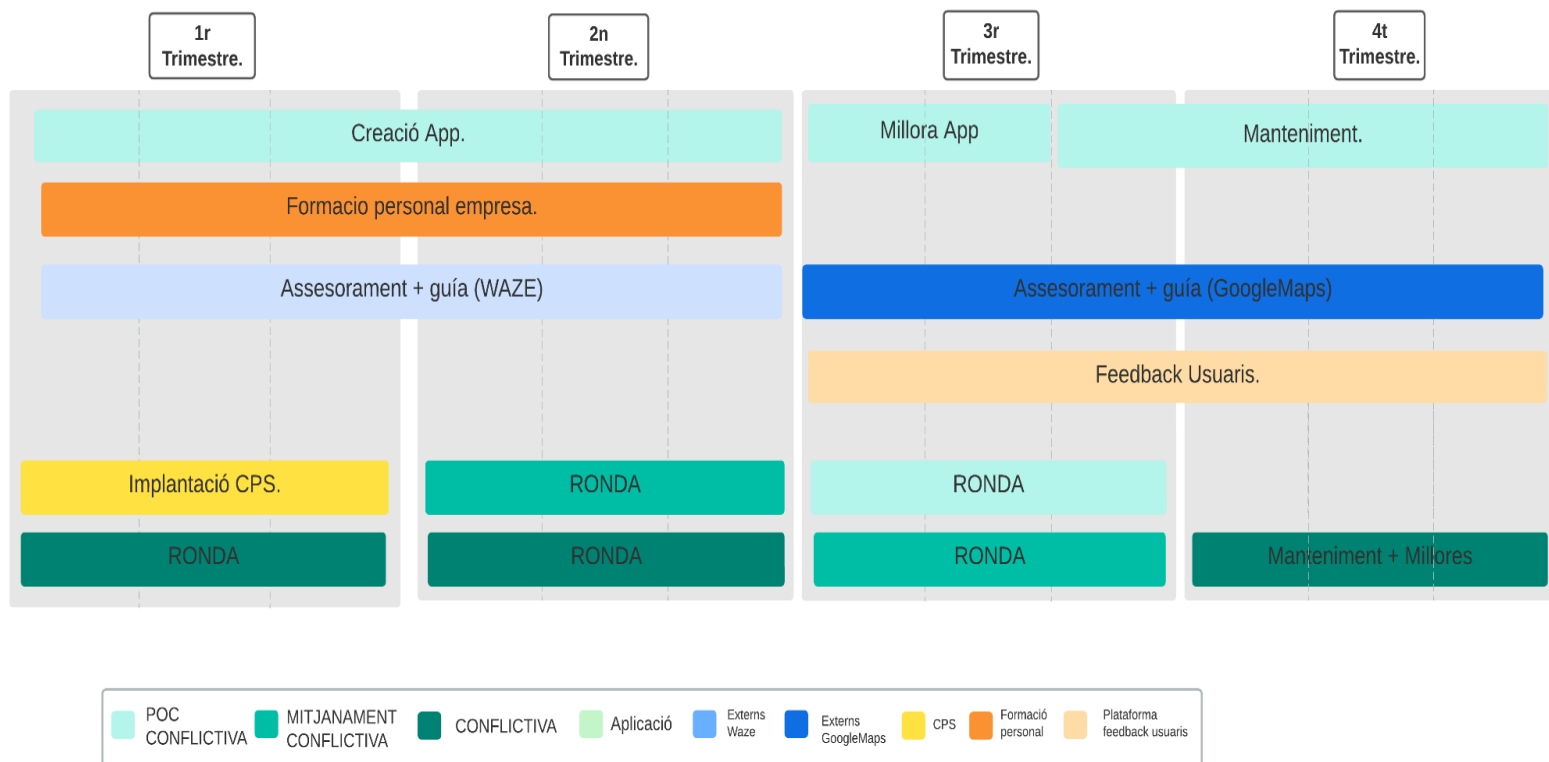 1r
Trimestre.
2n
Trimestre.
3r
Trimestre.
4t
Trimestre.
Creació App.
Millora App
Manteniment.
Formacio personal empresa.
Assesorament + guía (WAZE)
Assesorament + guía (GoogleMaps)
Feedback Usuaris.
Implantació CPS.
RONDA
RONDA
RONDA
RONDA
RONDA
Manteniment + Millores
POC
CONFLICTIVA
MITJANAMENT
CONFLICTIVA
CONFLICTIVA
Aplicació
Externs
Waze
Externs
GoogleMaps
CPS
Formació
personal
Plataforma
feedback usuaris